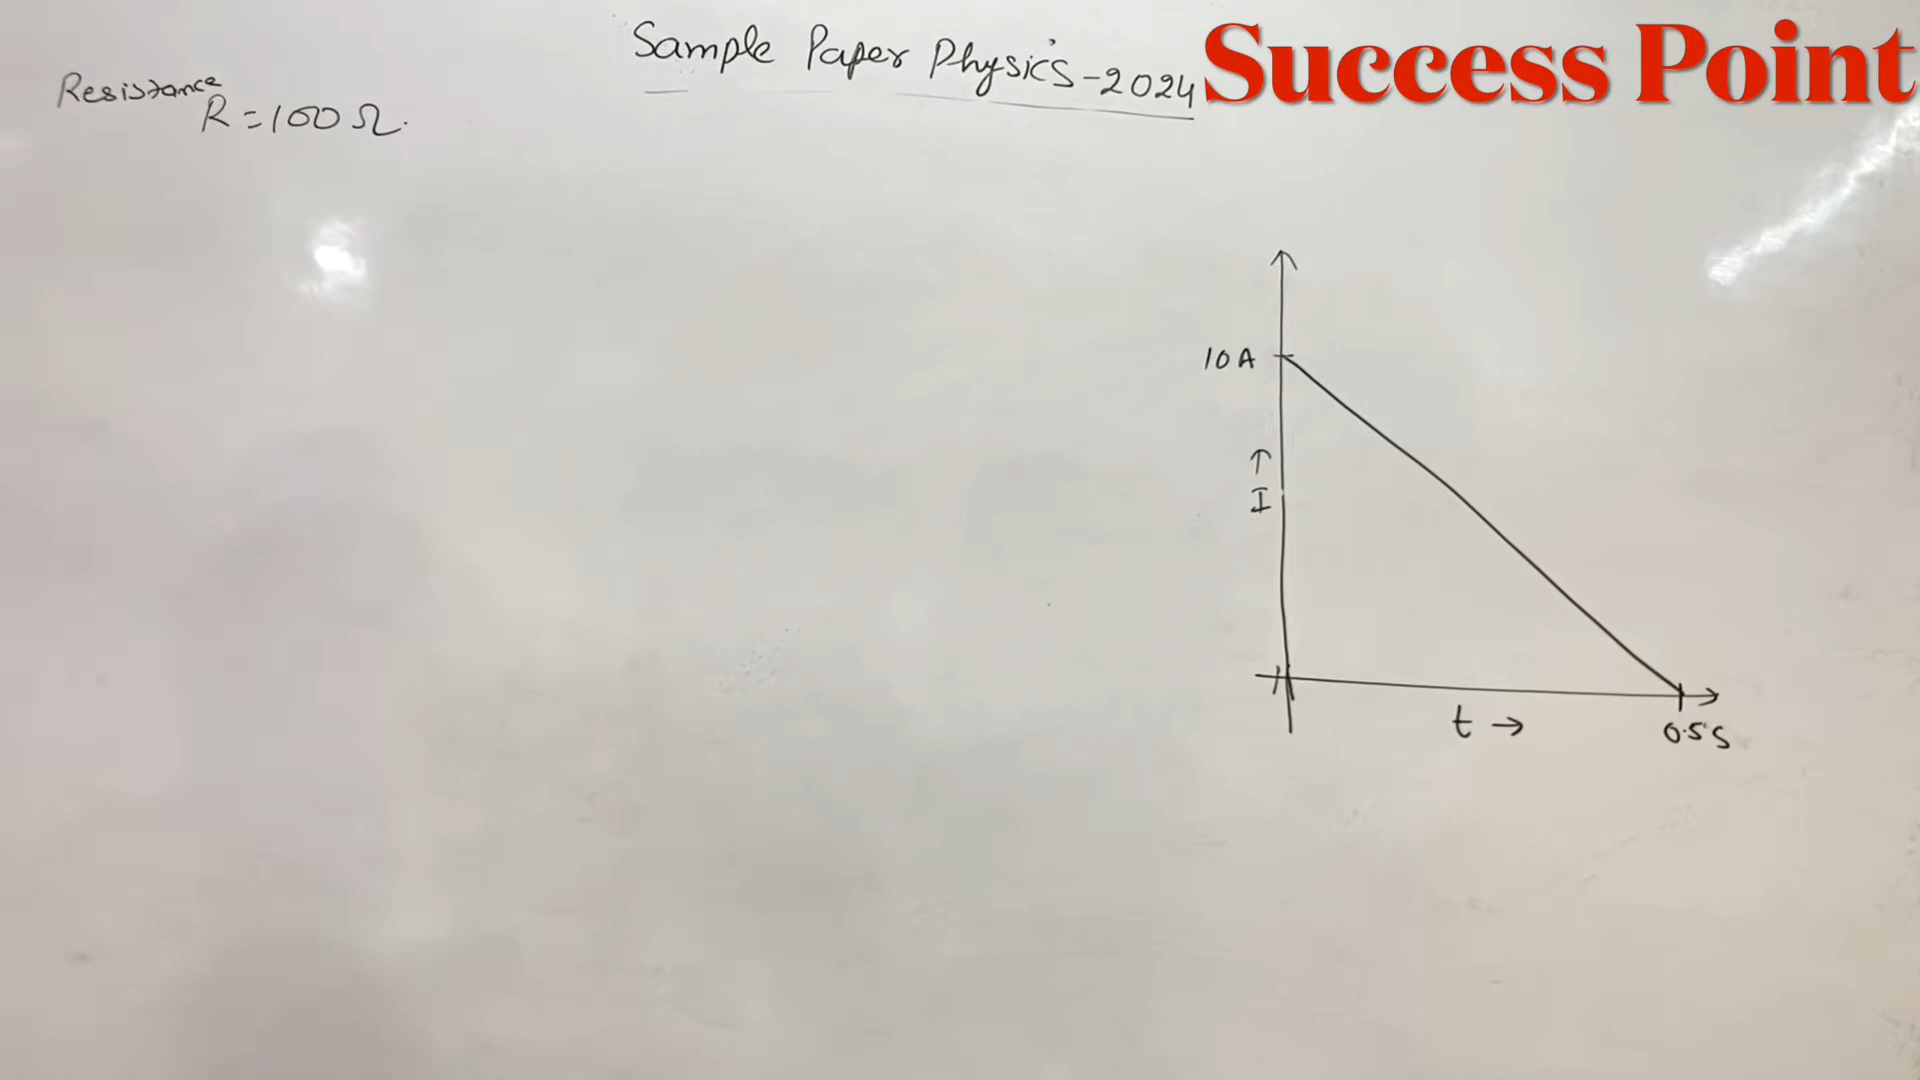 Sample Paper Physics-2024
Success Point
Resistance
R = 100 Ω.
10 A
↑
I
t →
0.5 s